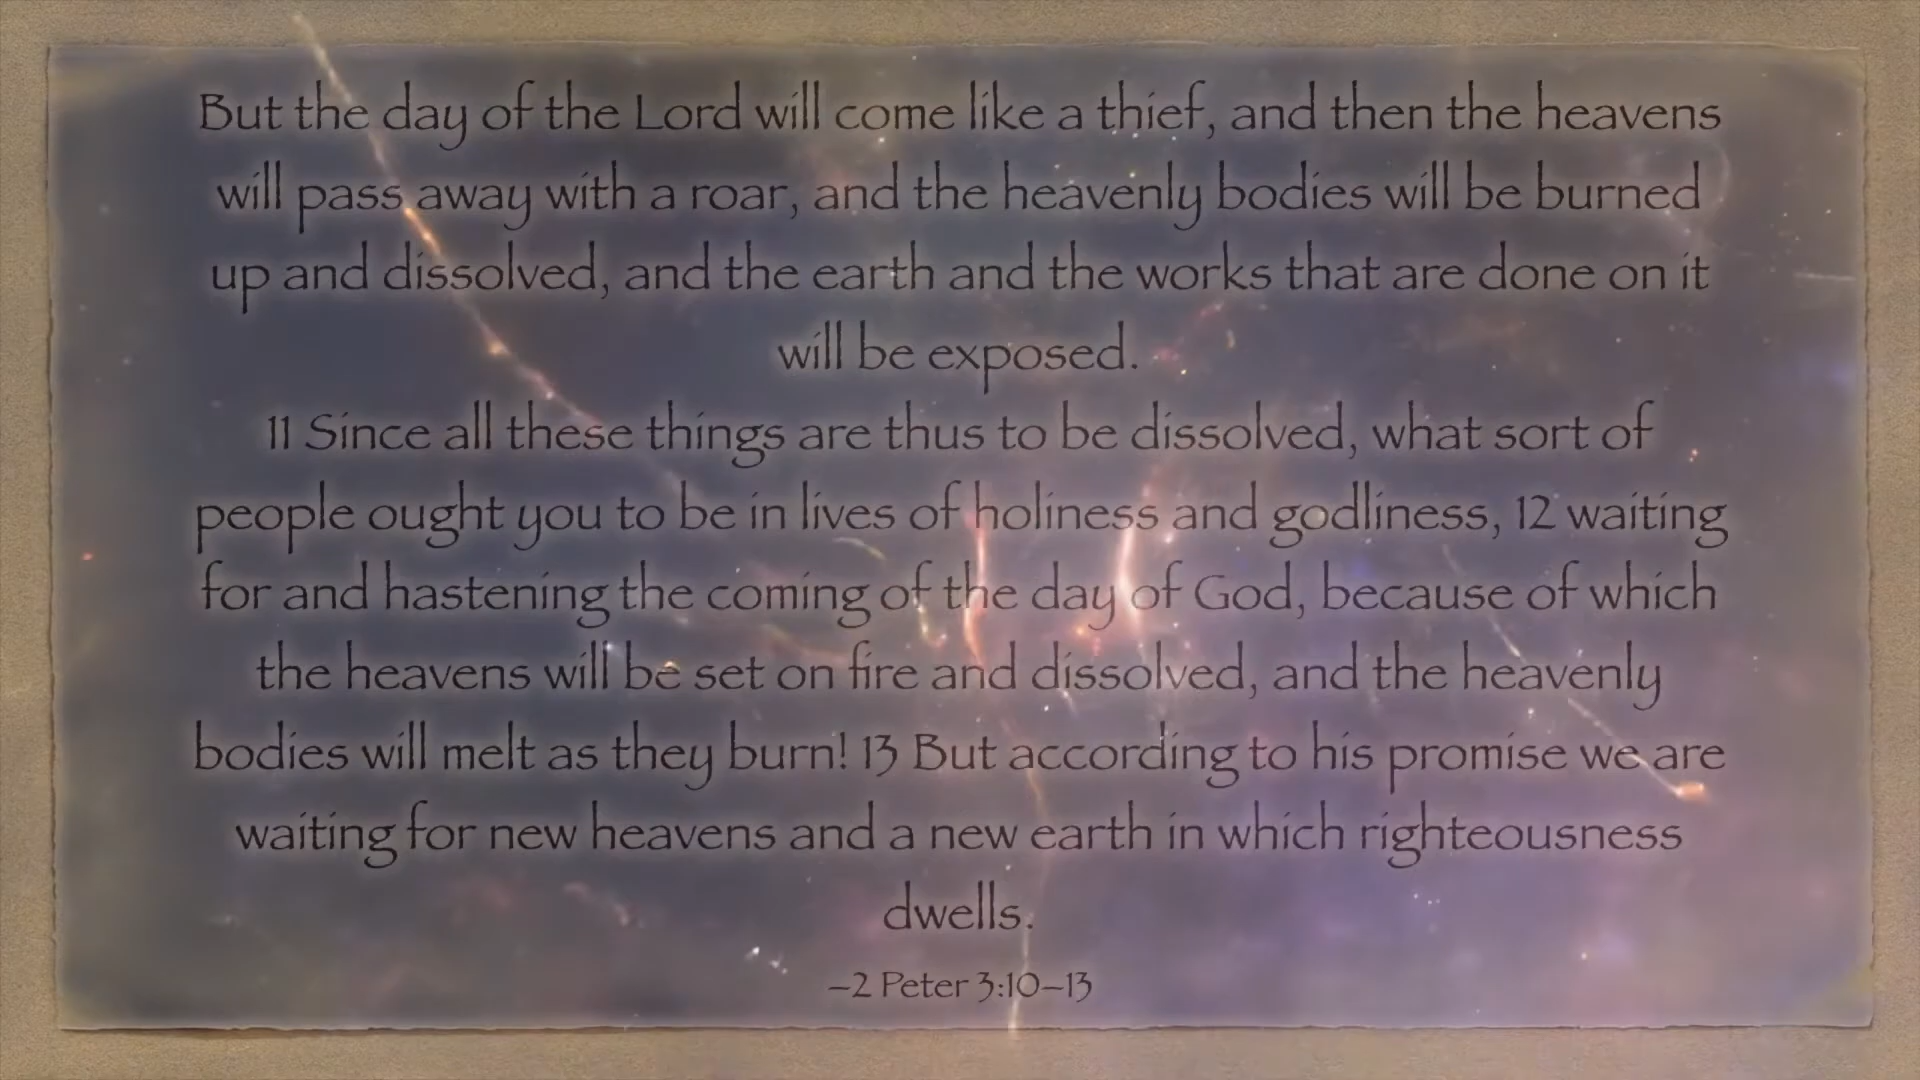 But the day of the Lord will come like a thief, and then the heavens
will pass away with a roar, and the heavenly bodies will be burned
up and dissolved, and the earth and the works that are done on it
will be exposed.
11 Since all these things are thus to be dissolved, what sort of
people ought you to be in lives of holiness and godliness, 12 waiting
for and hastening the coming of the day of God, because of which
the heavens will be set on fire and dissolved, and the heavenly
bodies will melt as they burn! 13 But according to his promise we are
waiting for new heavens and a new earth in which righteousness
dwells.
–2 Peter 3:10–13